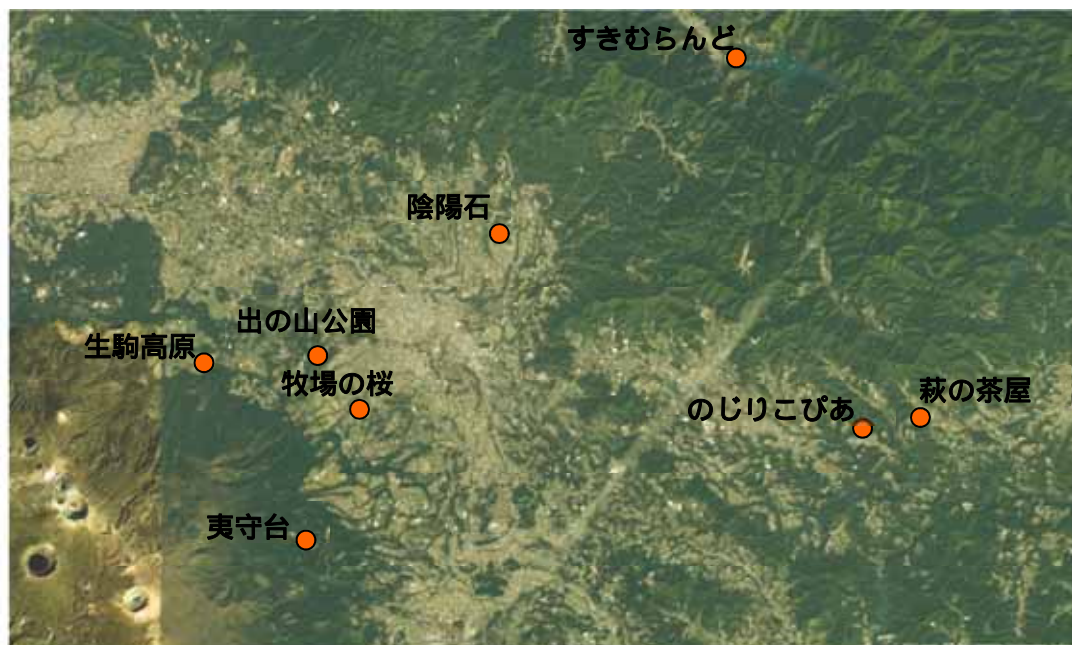 すきむらんど
陰陽石
出の山公園
生駒高原
牧場の桜
萩の茶屋
のじりこぴあ
夷守台